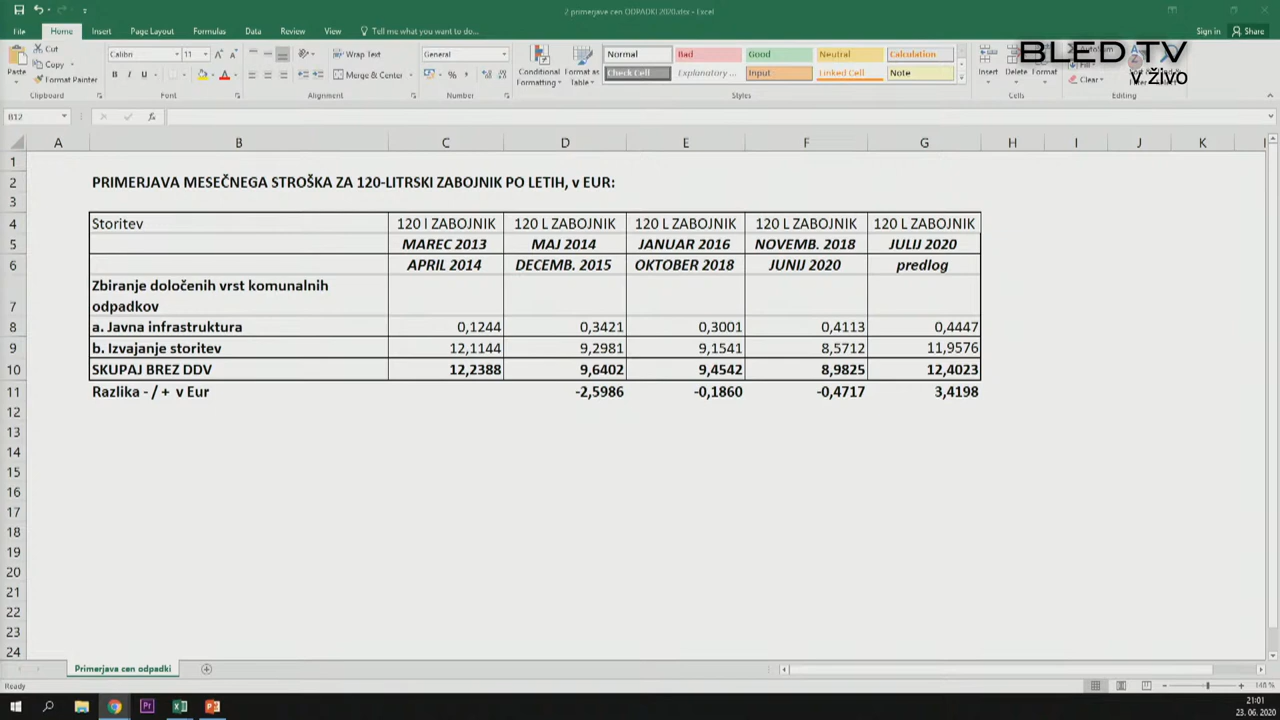 2 primerjave cen ODPADKI 2020.xlsx - Excel
File Home Insert Page Layout Formulas Data Review View Tell me what you want to do... Sign in Share
BLED TV
v živo
Paste Cut Copy Format Painter
Calibri 11 Wrap Text Merge & Center General
Conditional Formatting Format as Table
Normal Bad Good Neutral Calculation
Check Cell Explanatory ... Input Linked Cell Note
Insert Delete Format
Clear
Clipboard Font Alignment Number Styles Cells Editing
B12 fx
A B C D E F G H I J K
1
2 PRIMERJAVA MESEČNEGA STROŠKA ZA 120-LITRSKI ZABOJNIK PO LETIH, v EUR:
3
4 Storitev 120 l ZABOJNIK 120 L ZABOJNIK 120 L ZABOJNIK 120 L ZABOJNIK 120 L ZABOJNIK
5 MAREC 2013 MAJ 2014 JANUAR 2016 NOVEMB. 2018 JULIJ 2020
6 APRIL 2014 DECEMB. 2015 OKTOBER 2018 JUNIJ 2020 predlog
Zbiranje določenih vrst komunalnih
7 odpadkov
8 a. Javna infrastruktura 0,1244 0,3421 0,3001 0,4113 0,4447
9 b. Izvajanje storitev 12,1144 9,2981 9,1541 8,5712 11,9576
10 SKUPAJ BREZ DDV 12,2388 9,6402 9,4542 8,9825 12,4023
11 Razlika - / + v Eur -2,5986 -0,1860 -0,4717 3,4198
12
13
14
15
16
17
18
19
20
21
22
23
24
Primerjava cen odpadki
Ready 140 %
21:01
23. 06. 2020